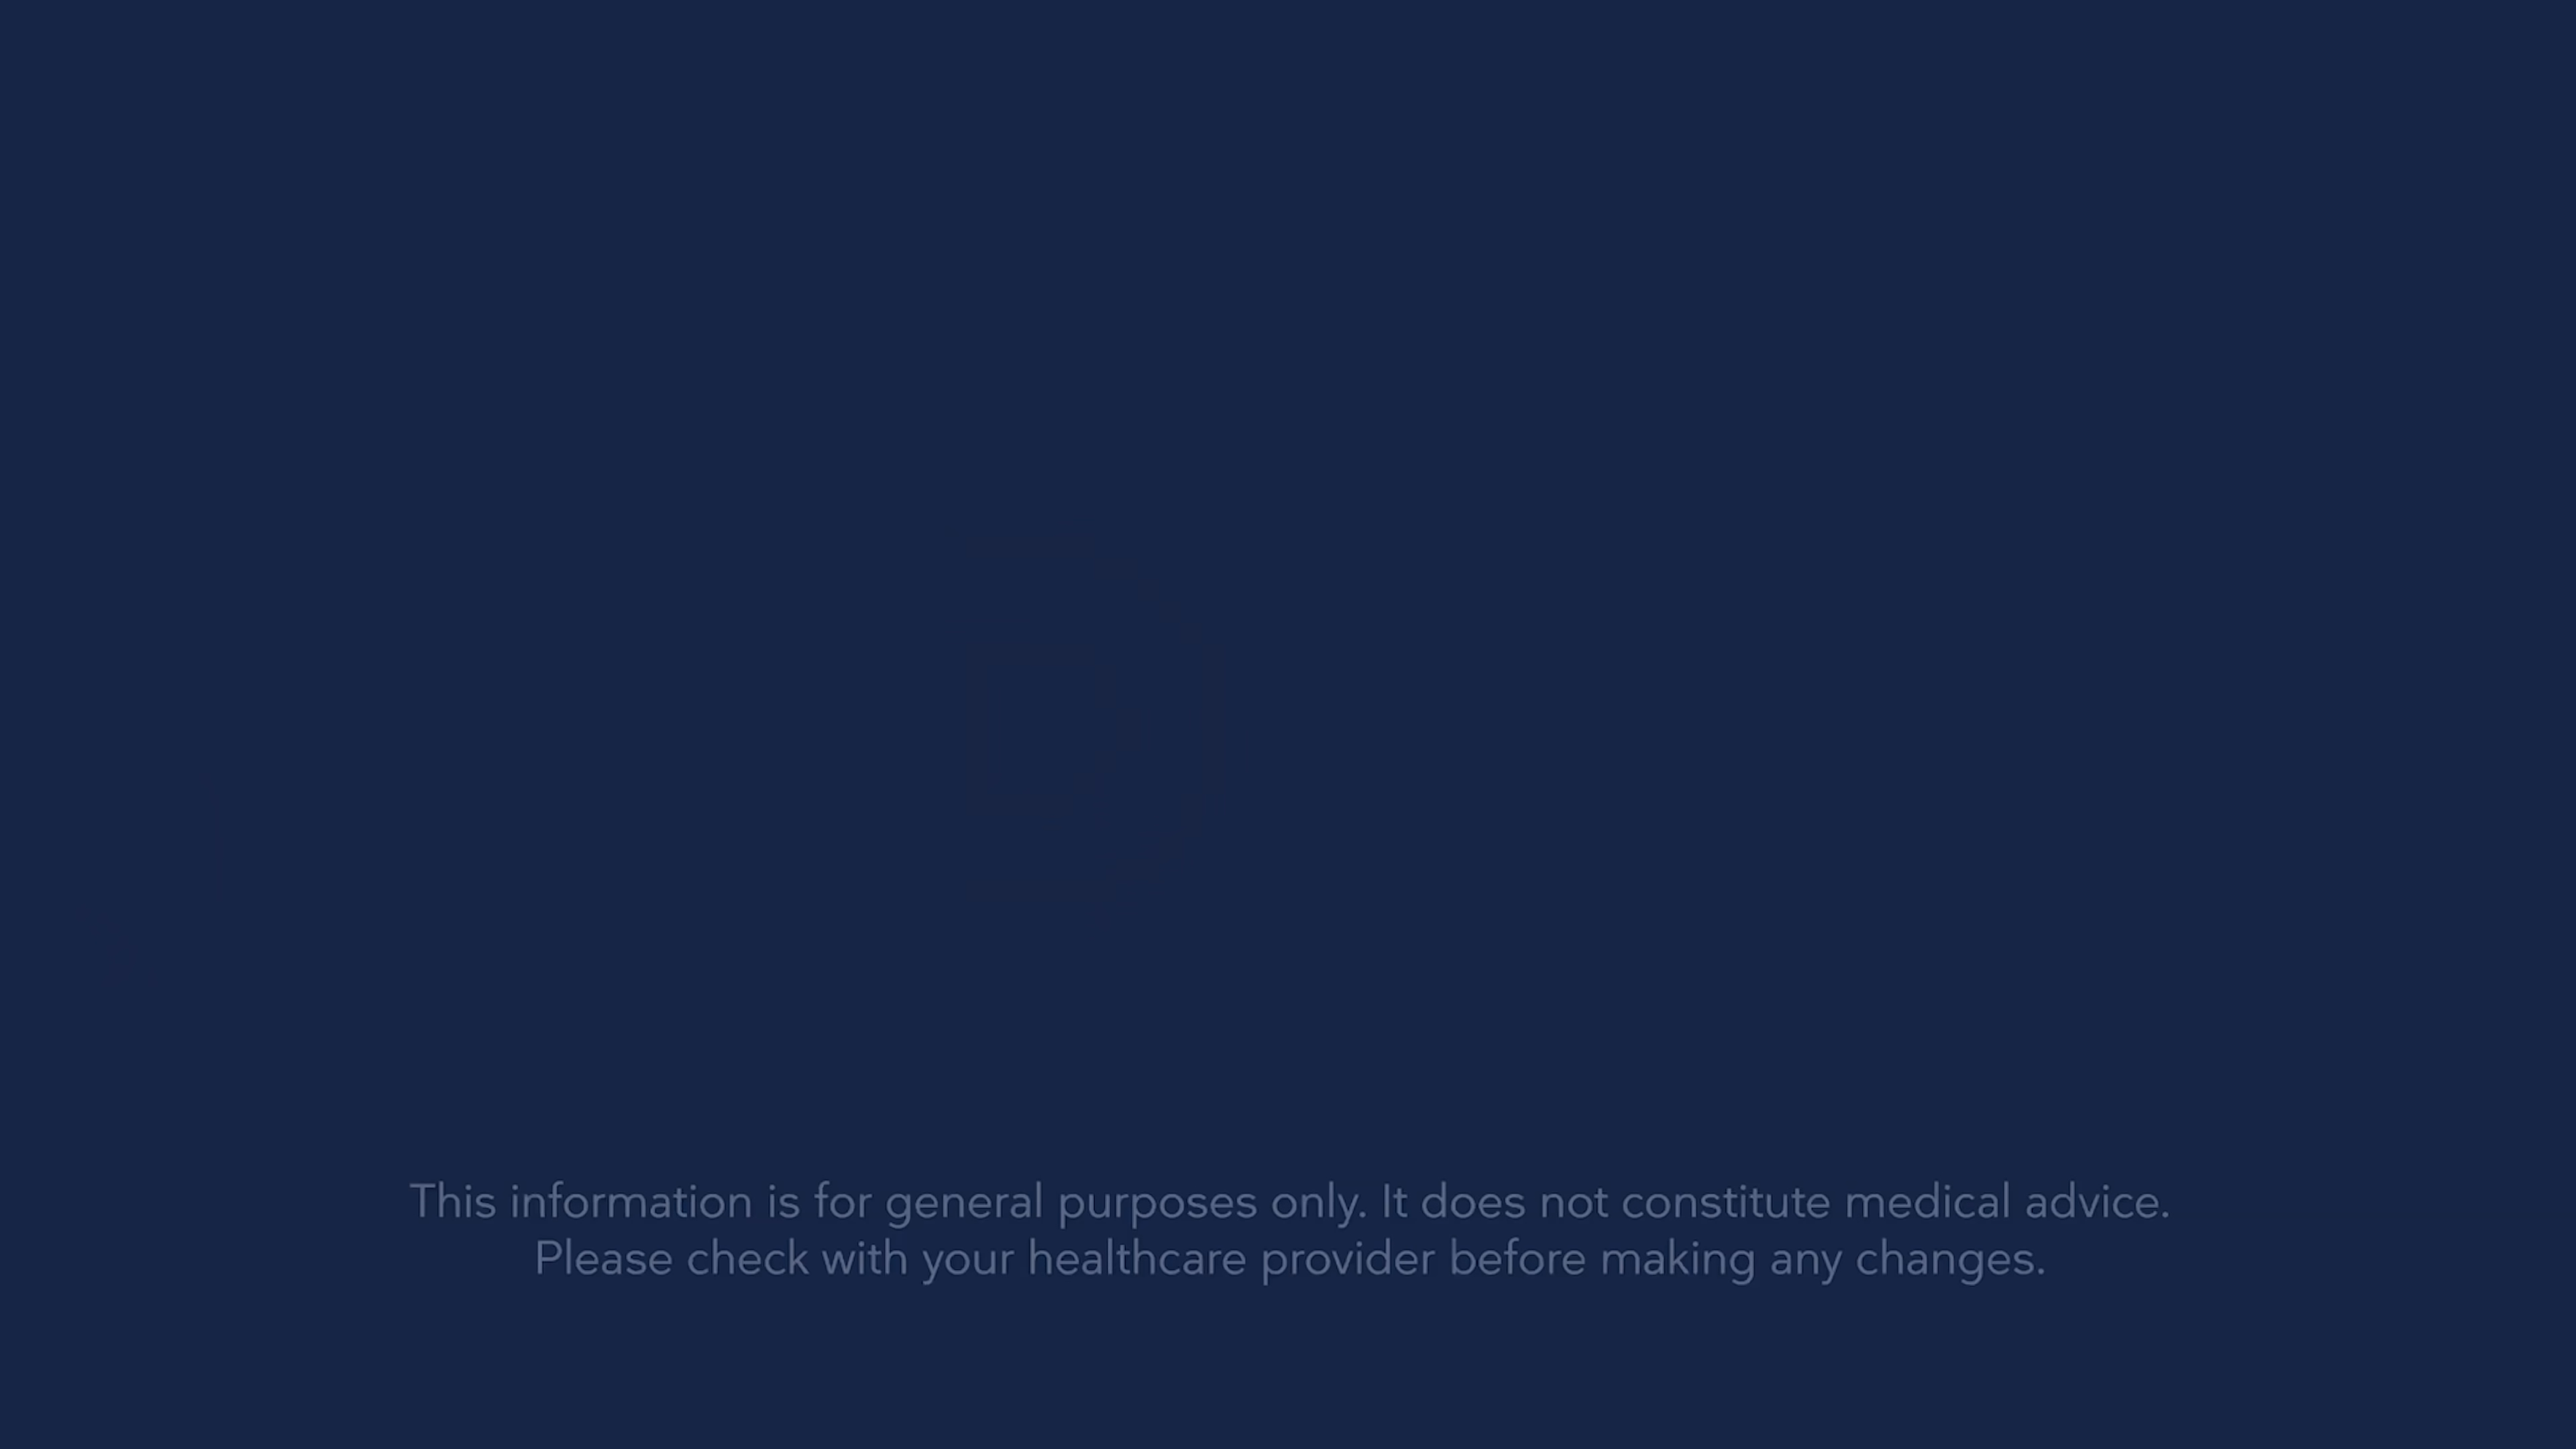 This information is for general purposes only. It does not constitute medical advice.
Please check with your healthcare provider before making any changes.